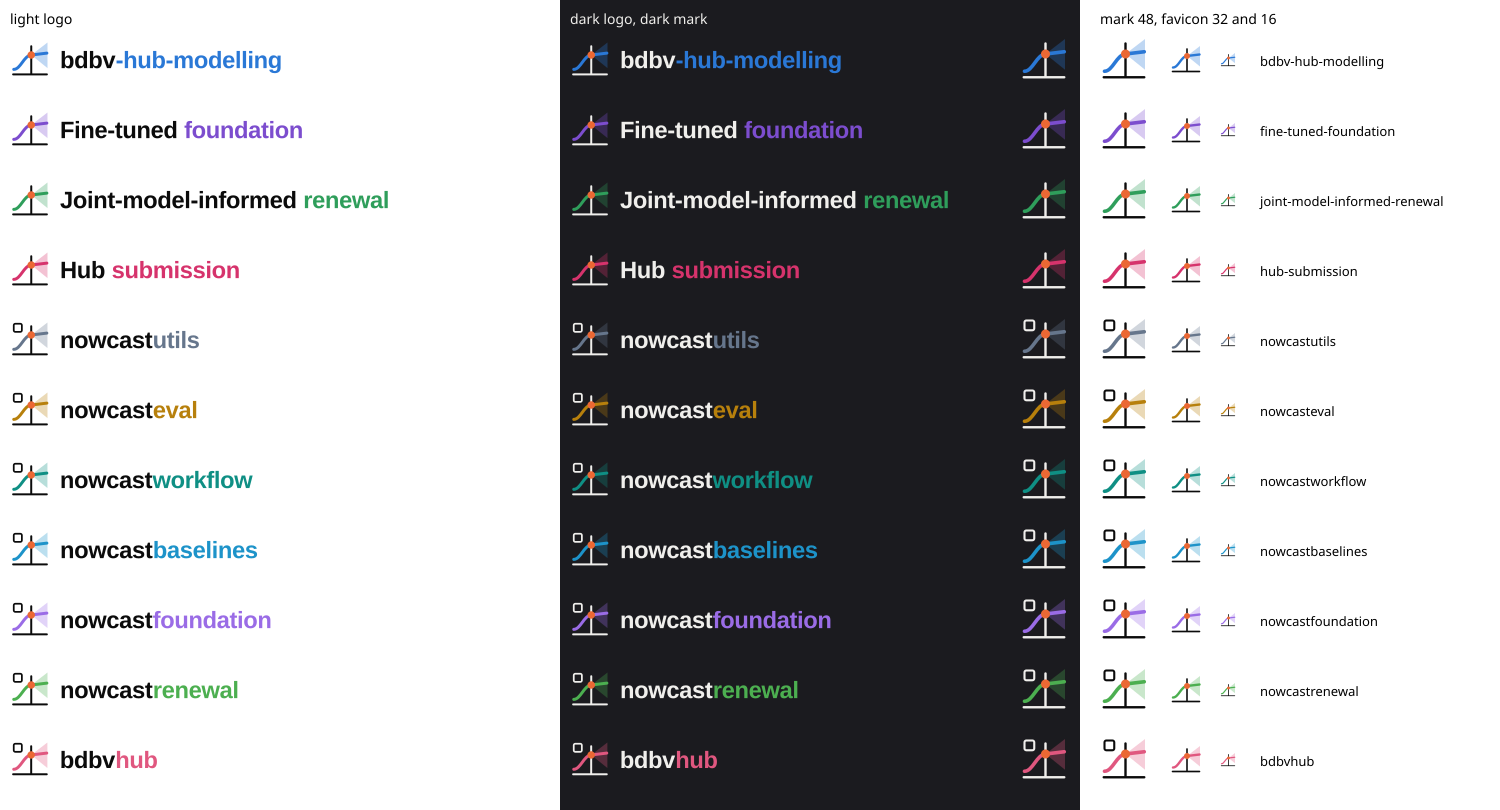 light logo
dark logo, dark mark
mark 48, favicon 32 and 16
bdbv-hub-modelling
bdbv-hub-modelling
bdbv-hub-modelling
Fine-tuned foundation
Fine-tuned foundation
fine-tuned-foundation
Joint-model-informed renewal
Joint-model-informed renewal
joint-model-informed-renewal
Hub submission
Hub submission
hub-submission
nowcastutils
nowcastutils
nowcastutils
nowcasteval
nowcasteval
nowcasteval
nowcastworkflow
nowcastworkflow
nowcastworkflow
nowcastbaselines
nowcastbaselines
nowcastbaselines
nowcastfoundation
nowcastfoundation
nowcastfoundation
nowcastrenewal
nowcastrenewal
nowcastrenewal
bdbvhub
bdbvhub
bdbvhub